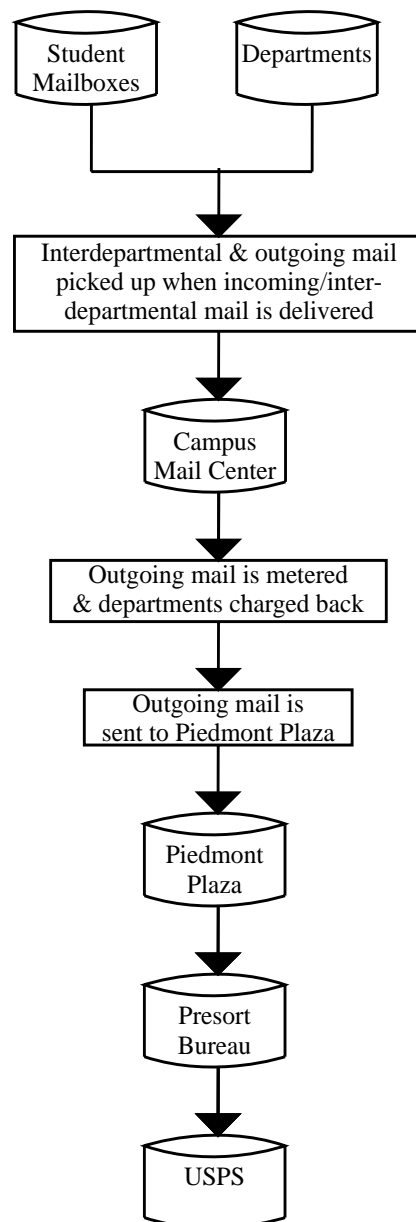 Student
Mailboxes
Departments
Interdepartmental & outgoing mail
picked up when incoming/inter-
departmental mail is delivered
Campus
Mail Center
Outgoing mail is metered
& departments charged back
Outgoing mail is
sent to Piedmont Plaza
Piedmont
Plaza
Presort
Bureau
USPS